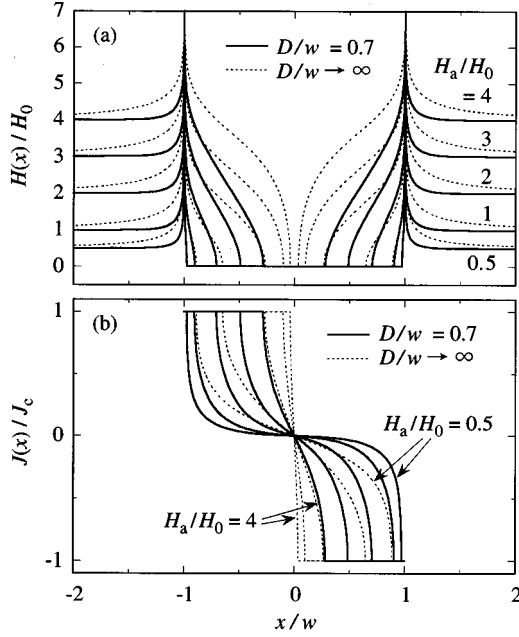 7
(a)
D/w = 0.7
D/w → ∞
Hₐ/H₀
= 4
3
2
1
0.5
6
5
4
3
2
1
0
H(x) / H₀
(b)
D/w = 0.7
D/w → ∞
Hₐ/H₀ = 0.5
Hₐ/H₀ = 4
1
0
-1
J(x) / J_c
-2
-1
0
1
2
x/w